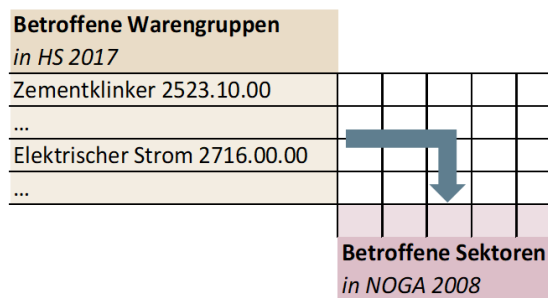 Betroffene Warengruppen
in HS 2017
Zementklinker 2523.10.00
...
Elektrischer Strom 2716.00.00
...
Betroffene Sektoren
in NOGA 2008